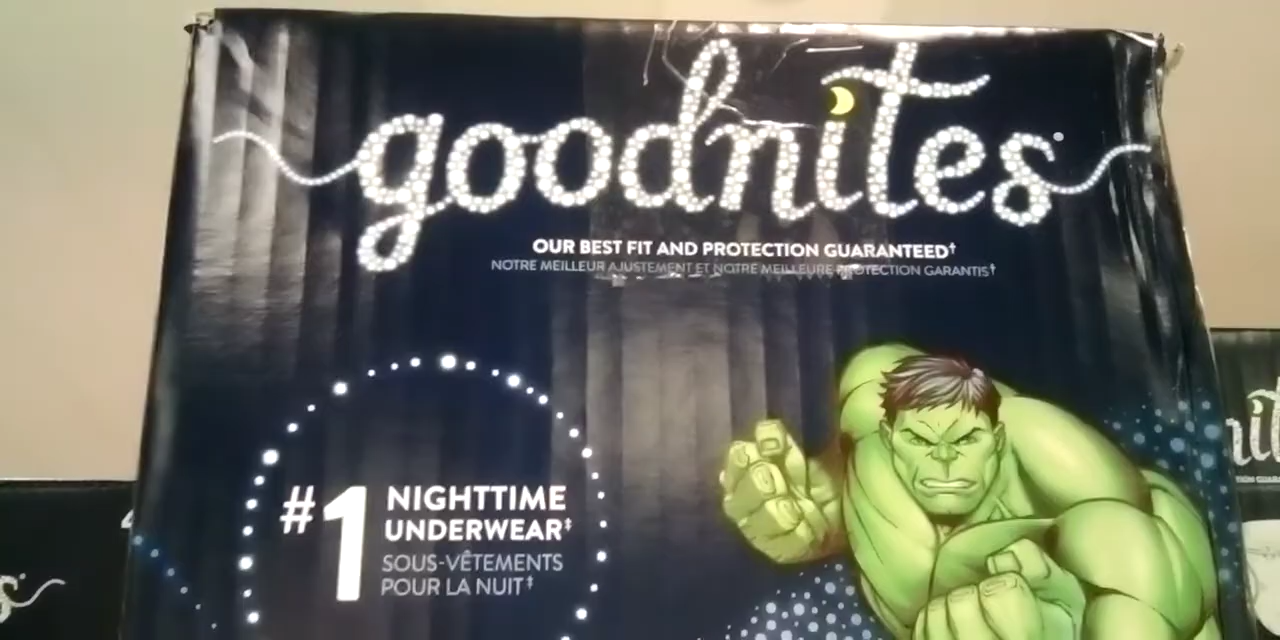 goodnites
OUR BEST FIT AND PROTECTION GUARANTEED†
NOTRE MEILLEUR AJUSTEMENT ET NOTRE MEILLEURE PROTECTION GARANTIS†
#1 NIGHTTIME
UNDERWEAR‡
SOUS-VÊTEMENTS
POUR LA NUIT‡